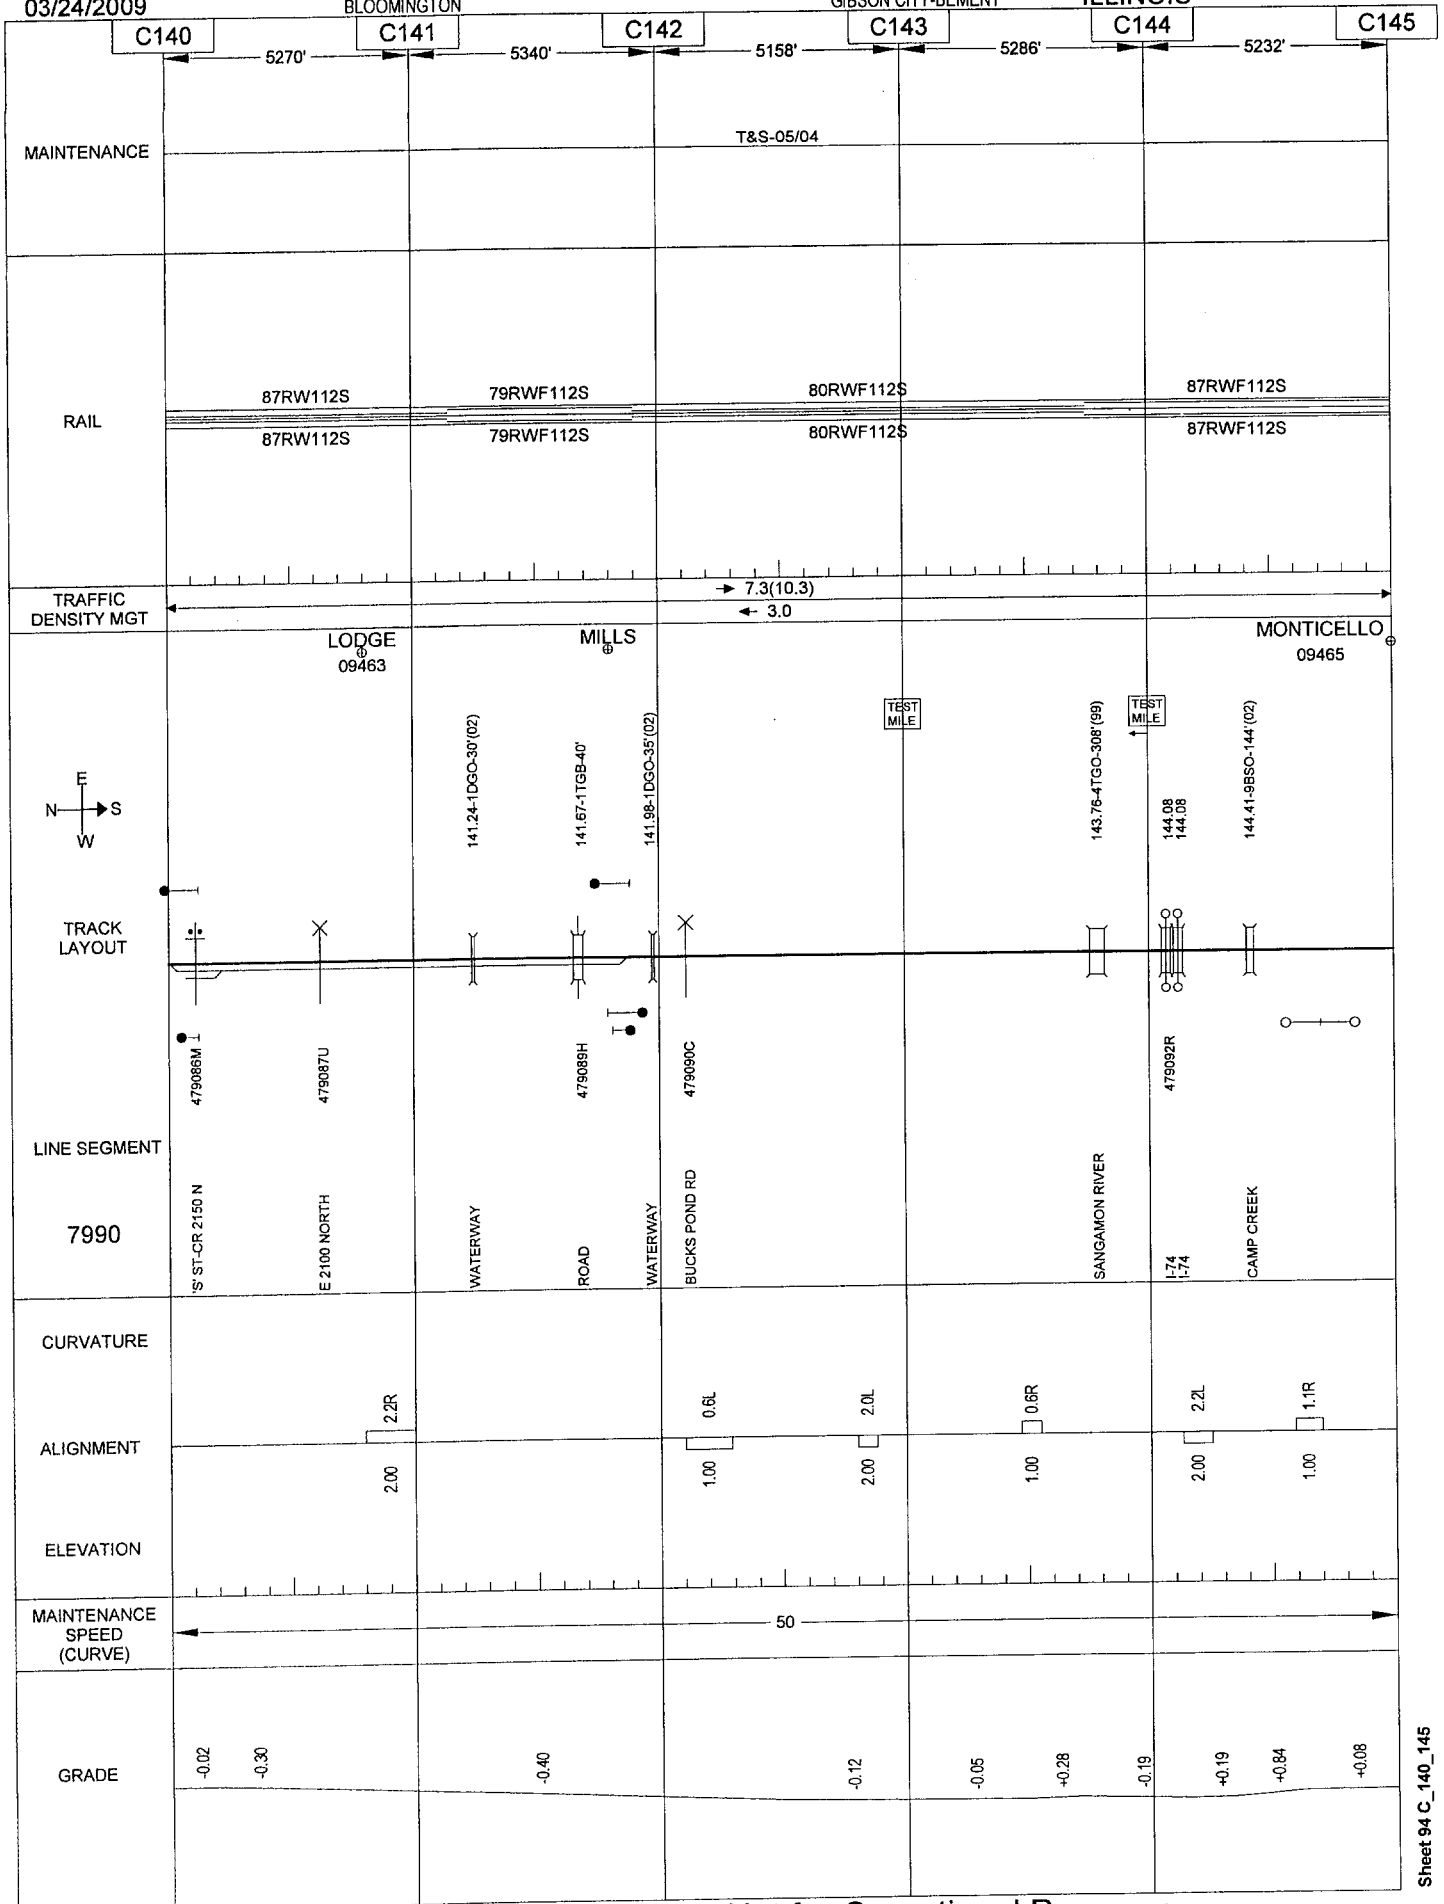 03/24/2009
BLOOMINGTON
GIBSON CITY-BEMENT
ILLINOIS
C140
C141
C142
C143
C144
C145
5270'
5340'
5158'
5286'
5232'
MAINTENANCE
T&S-05/04
RAIL
87RW112S
79RWF112S
80RWF112S
87RWF112S
87RW112S
79RWF112S
80RWF112S
87RWF112S
TRAFFIC
DENSITY MGT
7.3(10.3)
3.0
LODGE
09463
MILLS
MONTICELLO
09465
TEST
MILE
TEST
MILE
141.24-1DGO-30'(02)
141.67-1TGB-40'
141.98-1DGO-35'(02)
143.76-4TGO-308'(99)
144.08
144.08
144.41-9BSO-144'(02)
E
N
S
W
TRACK
LAYOUT
479086M
479087U
479089H
479090C
479092R
LINE SEGMENT
7990
'S' ST-CR 2150 N
E 2100 NORTH
WATERWAY
ROAD
WATERWAY
BUCKS POND RD
SANGAMON RIVER
I-74
I-74
CAMP CREEK
CURVATURE
2.2R
0.6L
2.0L
0.6R
2.2L
1.1R
ALIGNMENT
2.00
1.00
2.00
1.00
2.00
1.00
ELEVATION
MAINTENANCE
SPEED
(CURVE)
50
GRADE
-0.02
-0.30
-0.40
-0.12
-0.05
+0.28
-0.19
+0.19
+0.84
+0.08
Sheet 94 C_140_145